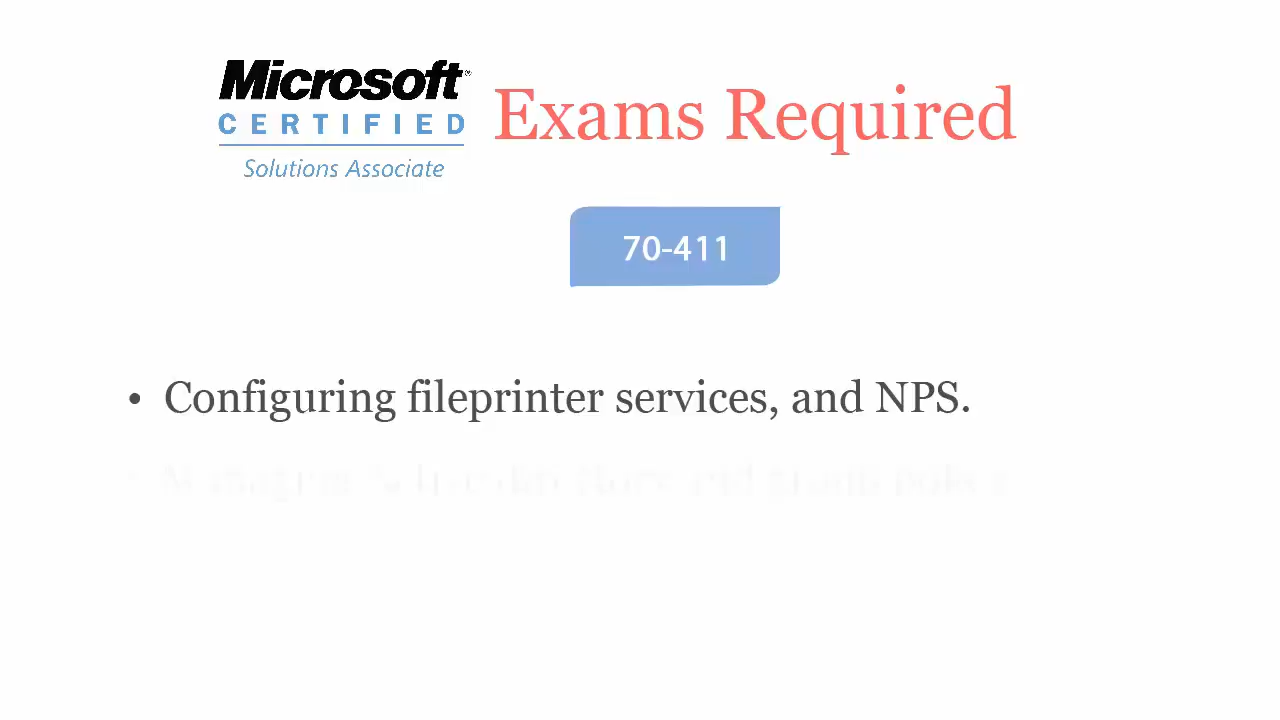 Microsoft®
CERTIFIED
Solutions Associate
Exams Required
70-411
• Configuring fileprinter services, and NPS.